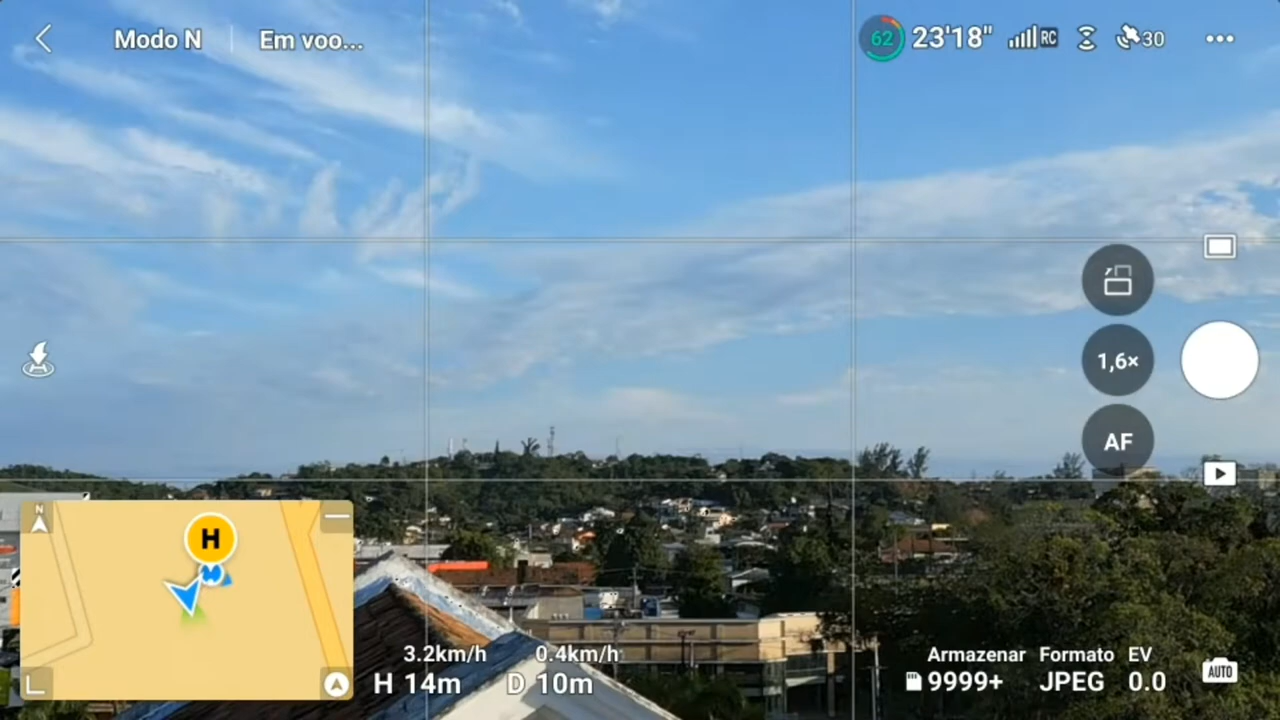 Modo N
Em voo...
62
23'18"
RC
30
1,6×
AF
N
H
3.2km/h 0.4km/h
H 14m D 10m
Armazenar Formato EV
9999+ JPEG 0.0
AUTO